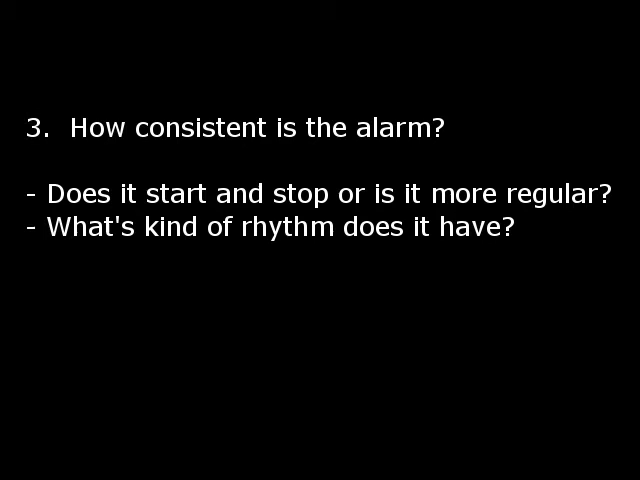 3.  How consistent is the alarm?
- Does it start and stop or is it more regular?
- What's kind of rhythm does it have?